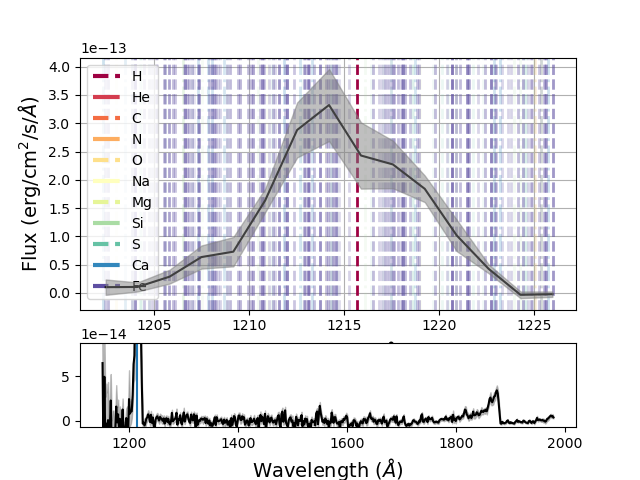 1e−13
4.0
3.5
3.0
2.5
2.0
1.5
1.0
0.5
0.0
Flux (erg/cm²/s/Å)
H
He
C
N
O
Na
Mg
Si
S
Ca
Fe
1205 1210 1215 1220 1225
1e−14
5
0
1200 1400 1600 1800 2000
Wavelength (Å)